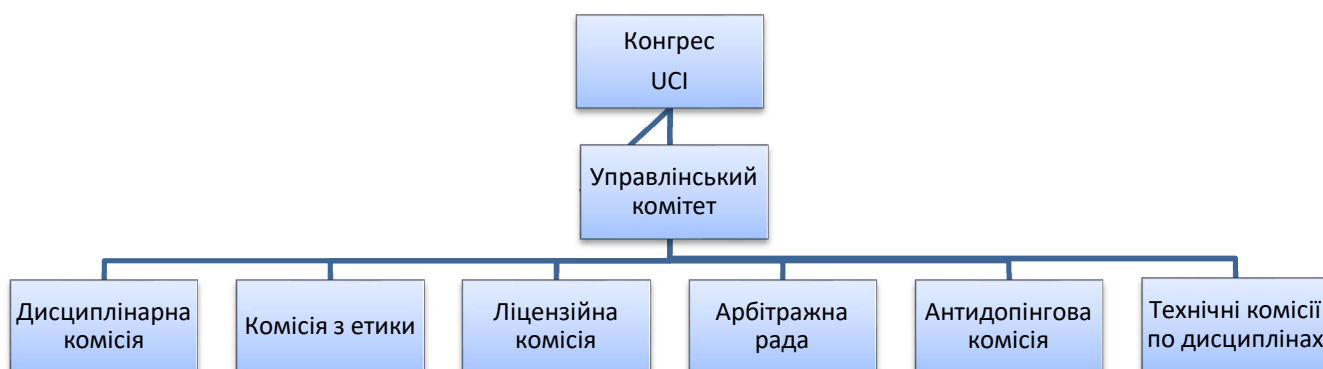 Конгрес
UCI
Управлінський
комітет
Дисциплінарна
комісія
Комісія з етики
Ліцензійна
комісія
Арбітражна
рада
Антидопінгова
комісія
Технічні комісії
по дисциплінах